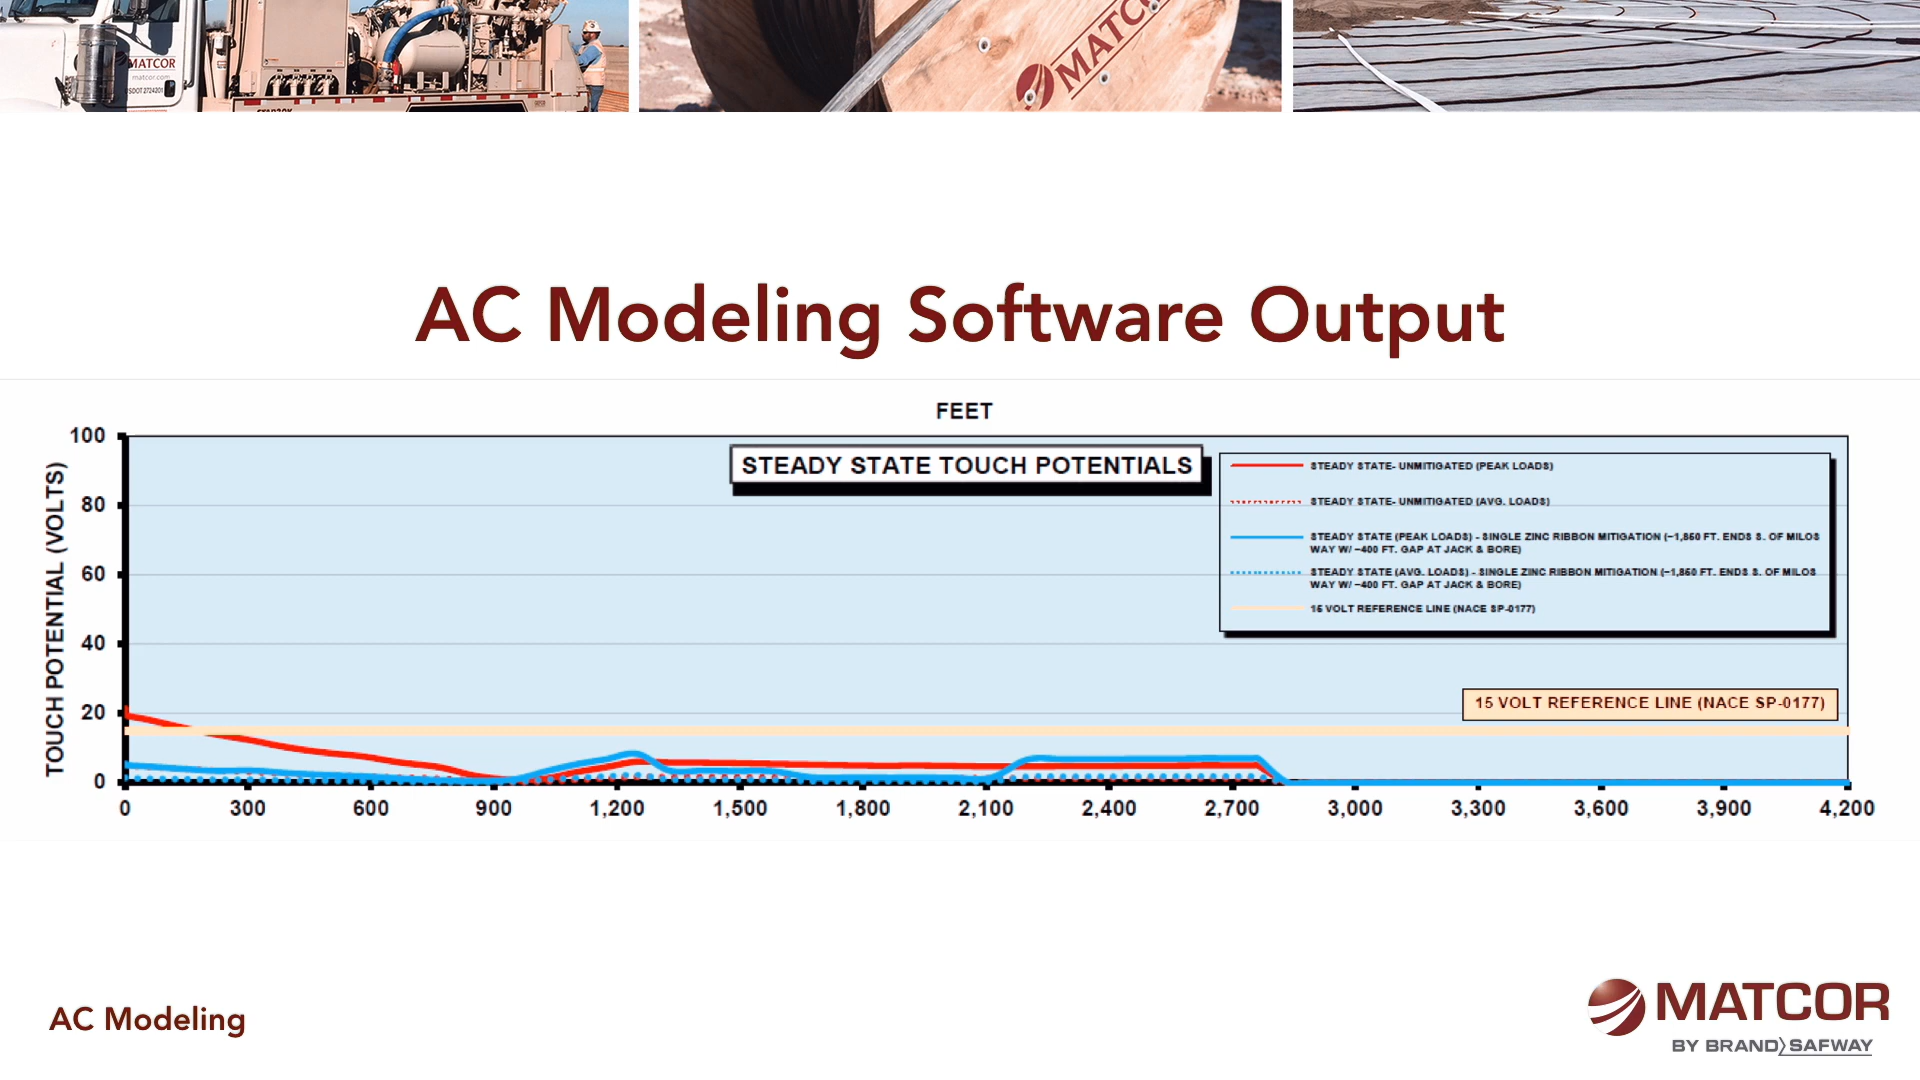 MATCOR
matcor.com
USDOT 2724201
MATCOR
AC Modeling Software Output
FEET
STEADY STATE TOUCH POTENTIALS
TOUCH POTENTIAL (VOLTS)
100
80
60
40
20
0
STEADY STATE- UNMITIGATED (PEAK LOADS)
STEADY STATE- UNMITIGATED (AVG. LOADS)
STEADY STATE (PEAK LOADS) - SINGLE ZINC RIBBON MITIGATION (~1,850 FT. ENDS S. OF MILOS
WAY W/ ~400 FT. GAP AT JACK & BORE)
STEADY STATE (AVG. LOADS) - SINGLE ZINC RIBBON MITIGATION (~1,850 FT. ENDS S. OF MILOS
WAY W/ ~400 FT. GAP AT JACK & BORE)
15 VOLT REFERENCE LINE (NACE SP-0177)
15 VOLT REFERENCE LINE (NACE SP-0177)
0 300 600 900 1,200 1,500 1,800 2,100 2,400 2,700 3,000 3,300 3,600 3,900 4,200
AC Modeling
MATCOR
BY BRAND SAFWAY